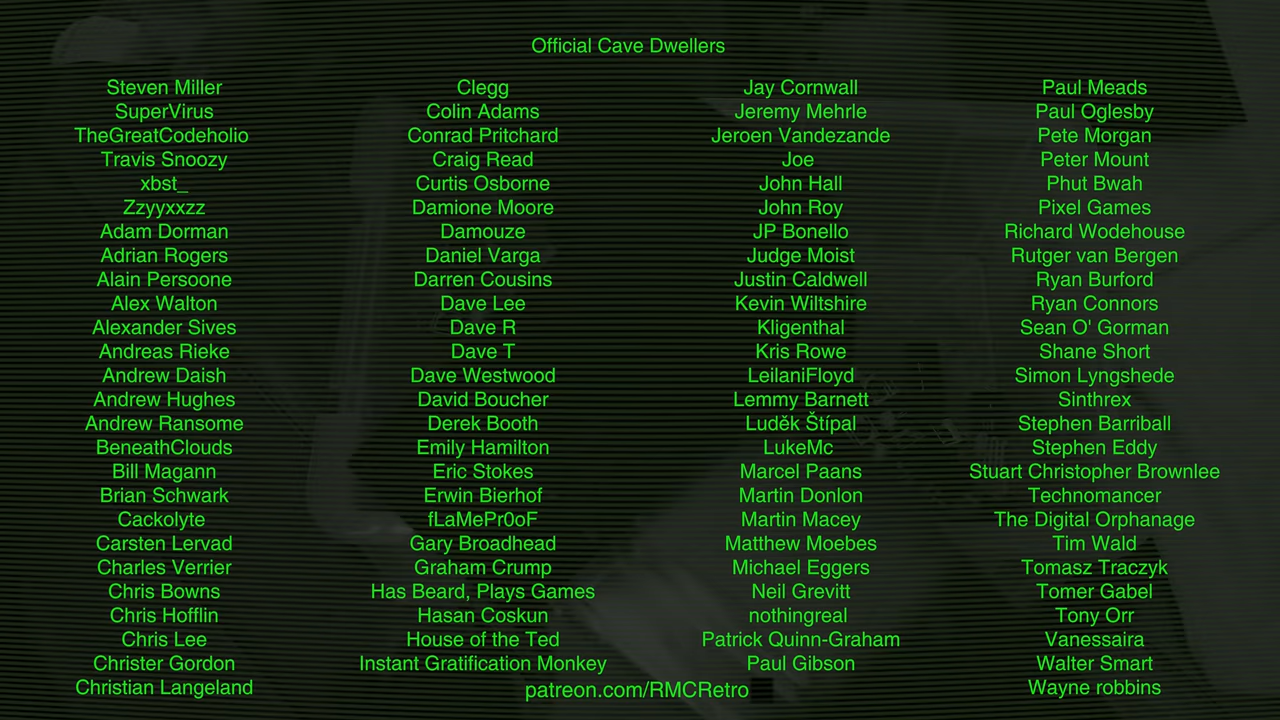 Official Cave Dwellers
Steven Miller
SuperVirus
TheGreatCodeholio
Travis Snoozy
xbst_
Zzyyxxzz
Adam Dorman
Adrian Rogers
Alain Persoone
Alex Walton
Alexander Sives
Andreas Rieke
Andrew Daish
Andrew Hughes
Andrew Ransome
BeneathClouds
Bill Magann
Brian Schwark
Cackolyte
Carsten Lervad
Charles Verrier
Chris Bowns
Chris Hofflin
Chris Lee
Christer Gordon
Christian Langeland
Clegg
Colin Adams
Conrad Pritchard
Craig Read
Curtis Osborne
Damione Moore
Damouze
Daniel Varga
Darren Cousins
Dave Lee
Dave R
Dave T
Dave Westwood
David Boucher
Derek Booth
Emily Hamilton
Eric Stokes
Erwin Bierhof
fLaMePr0oF
Gary Broadhead
Graham Crump
Has Beard, Plays Games
Hasan Coskun
House of the Ted
Instant Gratification Monkey
Jay Cornwall
Jeremy Mehrle
Jeroen Vandezande
Joe
John Hall
John Roy
JP Bonello
Judge Moist
Justin Caldwell
Kevin Wiltshire
Kligenthal
Kris Rowe
LeilaniFloyd
Lemmy Barnett
Luděk Štípal
LukeMc
Marcel Paans
Martin Donlon
Martin Macey
Matthew Moebes
Michael Eggers
Neil Grevitt
nothingreal
Patrick Quinn-Graham
Paul Gibson
Paul Meads
Paul Oglesby
Pete Morgan
Peter Mount
Phut Bwah
Pixel Games
Richard Wodehouse
Rutger van Bergen
Ryan Burford
Ryan Connors
Sean O' Gorman
Shane Short
Simon Lyngshede
Sinthrex
Stephen Barriball
Stephen Eddy
Stuart Christopher Brownlee
Technomancer
The Digital Orphanage
Tim Wald
Tomasz Traczyk
Tomer Gabel
Tony Orr
Vanessaira
Walter Smart
Wayne robbins
patreon.com/RMCRetro